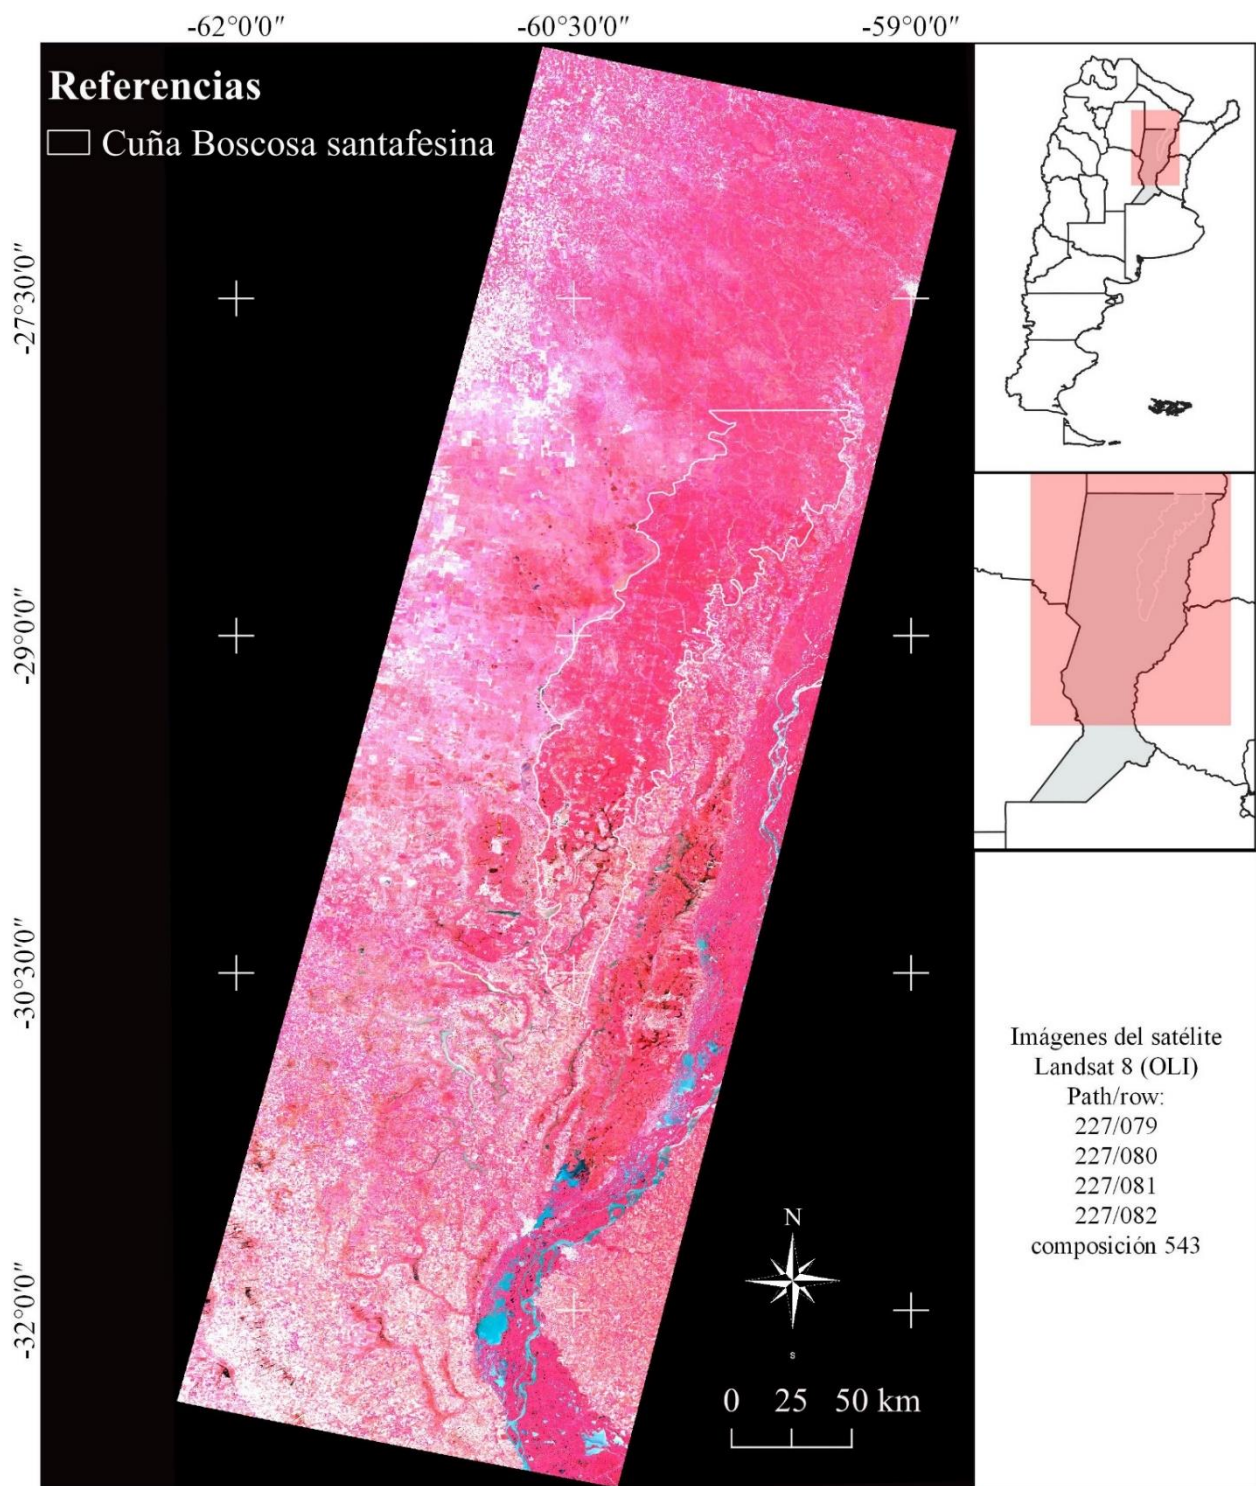 -62°0'0" -60°30'0" -59°0'0"
Referencias
Cuña Boscosa santafesina
-27°30'0"
-29°0'0"
-30°30'0"
-32°0'0"
N
s
0 25 50 km
Imágenes del satélite
Landsat 8 (OLI)
Path/row:
227/079
227/080
227/081
227/082
composición 543